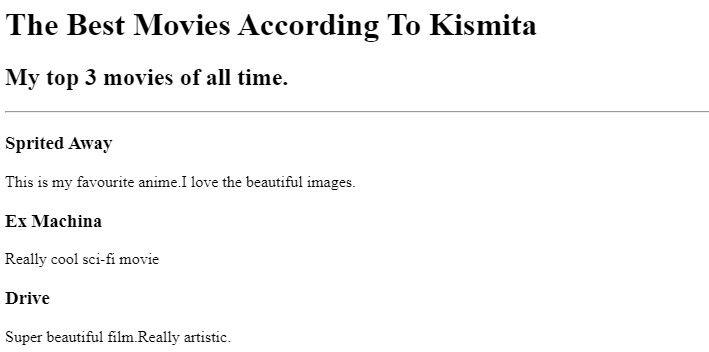 The Best Movies According To Kismita
My top 3 movies of all time.
Sprited Away
This is my favourite anime.I love the beautiful images.
Ex Machina
Really cool sci-fi movie
Drive
Super beautiful film.Really artistic.